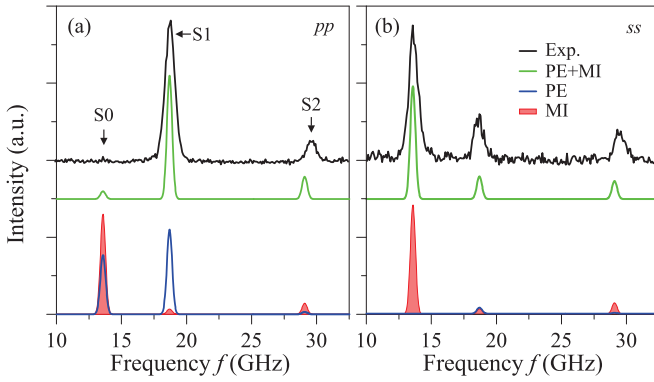 (a)
pp
S1
S0
S2
(b)
ss
Exp.
PE+MI
PE
MI
Intensity (a.u.)
10 15 20 25 30
10 15 20 25 30
Frequency f (GHz)
Frequency f (GHz)